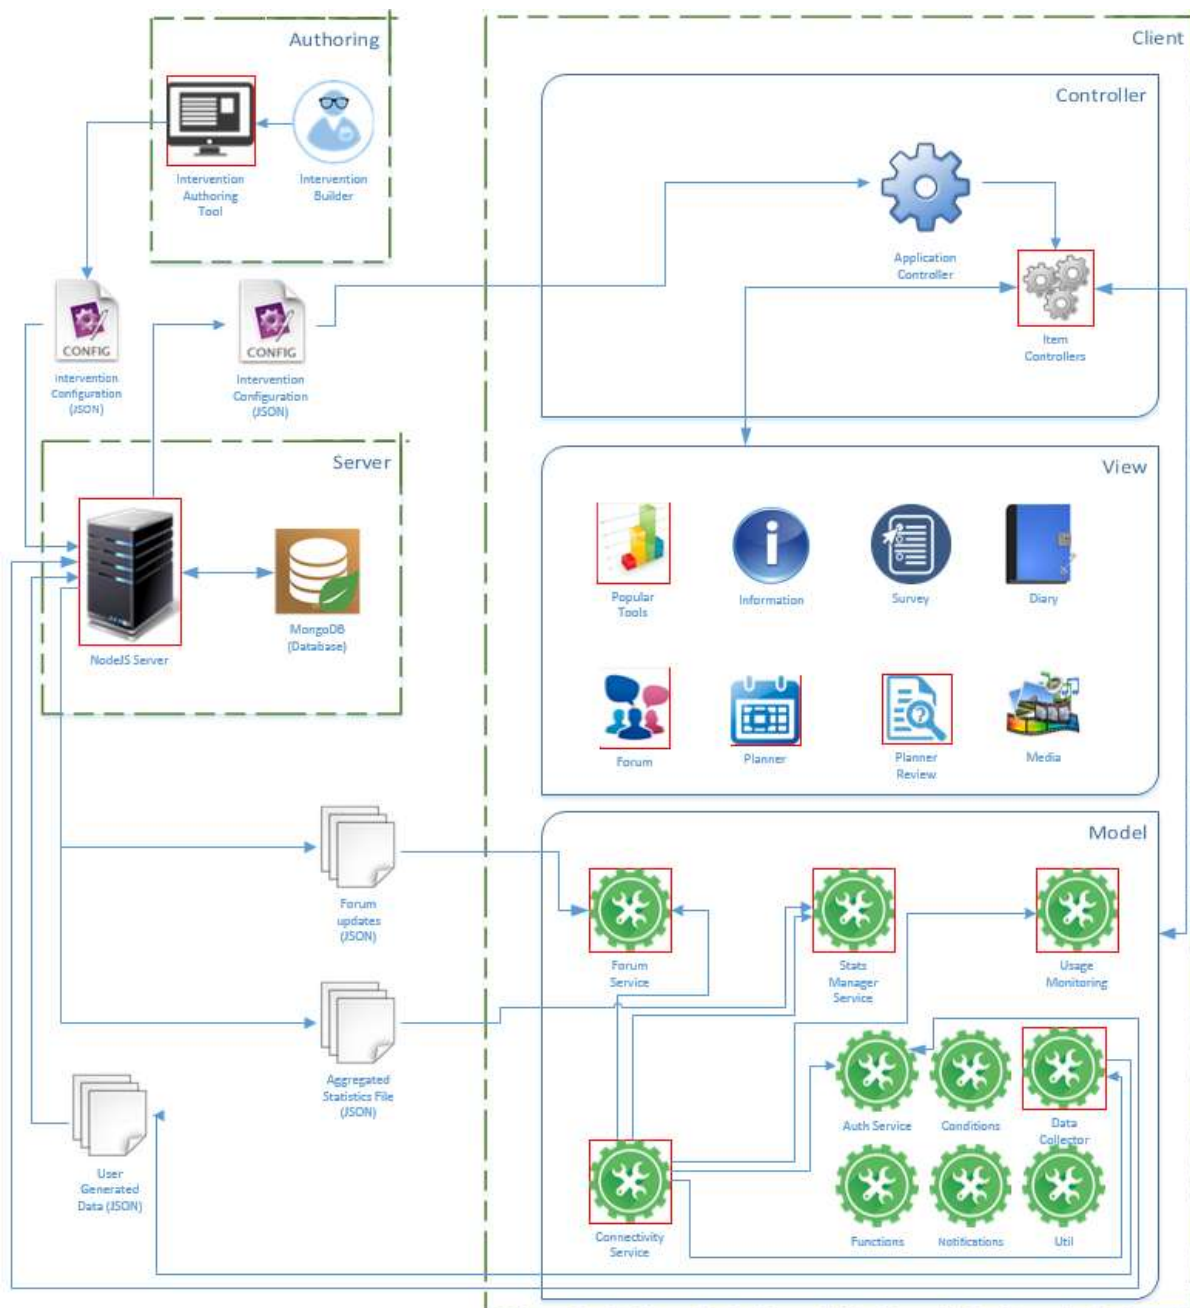 Authoring
Intervention
Authoring
Tool
Intervention
Builder
CONFIG
Intervention
Configuration
(JSON)
CONFIG
Intervention
Configuration
(JSON)
Server
NodeJS Server
MongoDB
(Database)
Forum
updates
(JSON)
Aggregated
Statistics File
(JSON)
User
Generated
Data (JSON)
Client
Controller
Application
Controller
Item
Controllers
View
Popular
Tools
Information
Survey
Diary
Forum
Planner
Planner
Review
Media
Model
Forum
Service
Stats
Manager
Service
Usage
Monitoring
Auth Service
Conditions
Data
Collector
Connectivity
Service
Functions
Notifications
Util